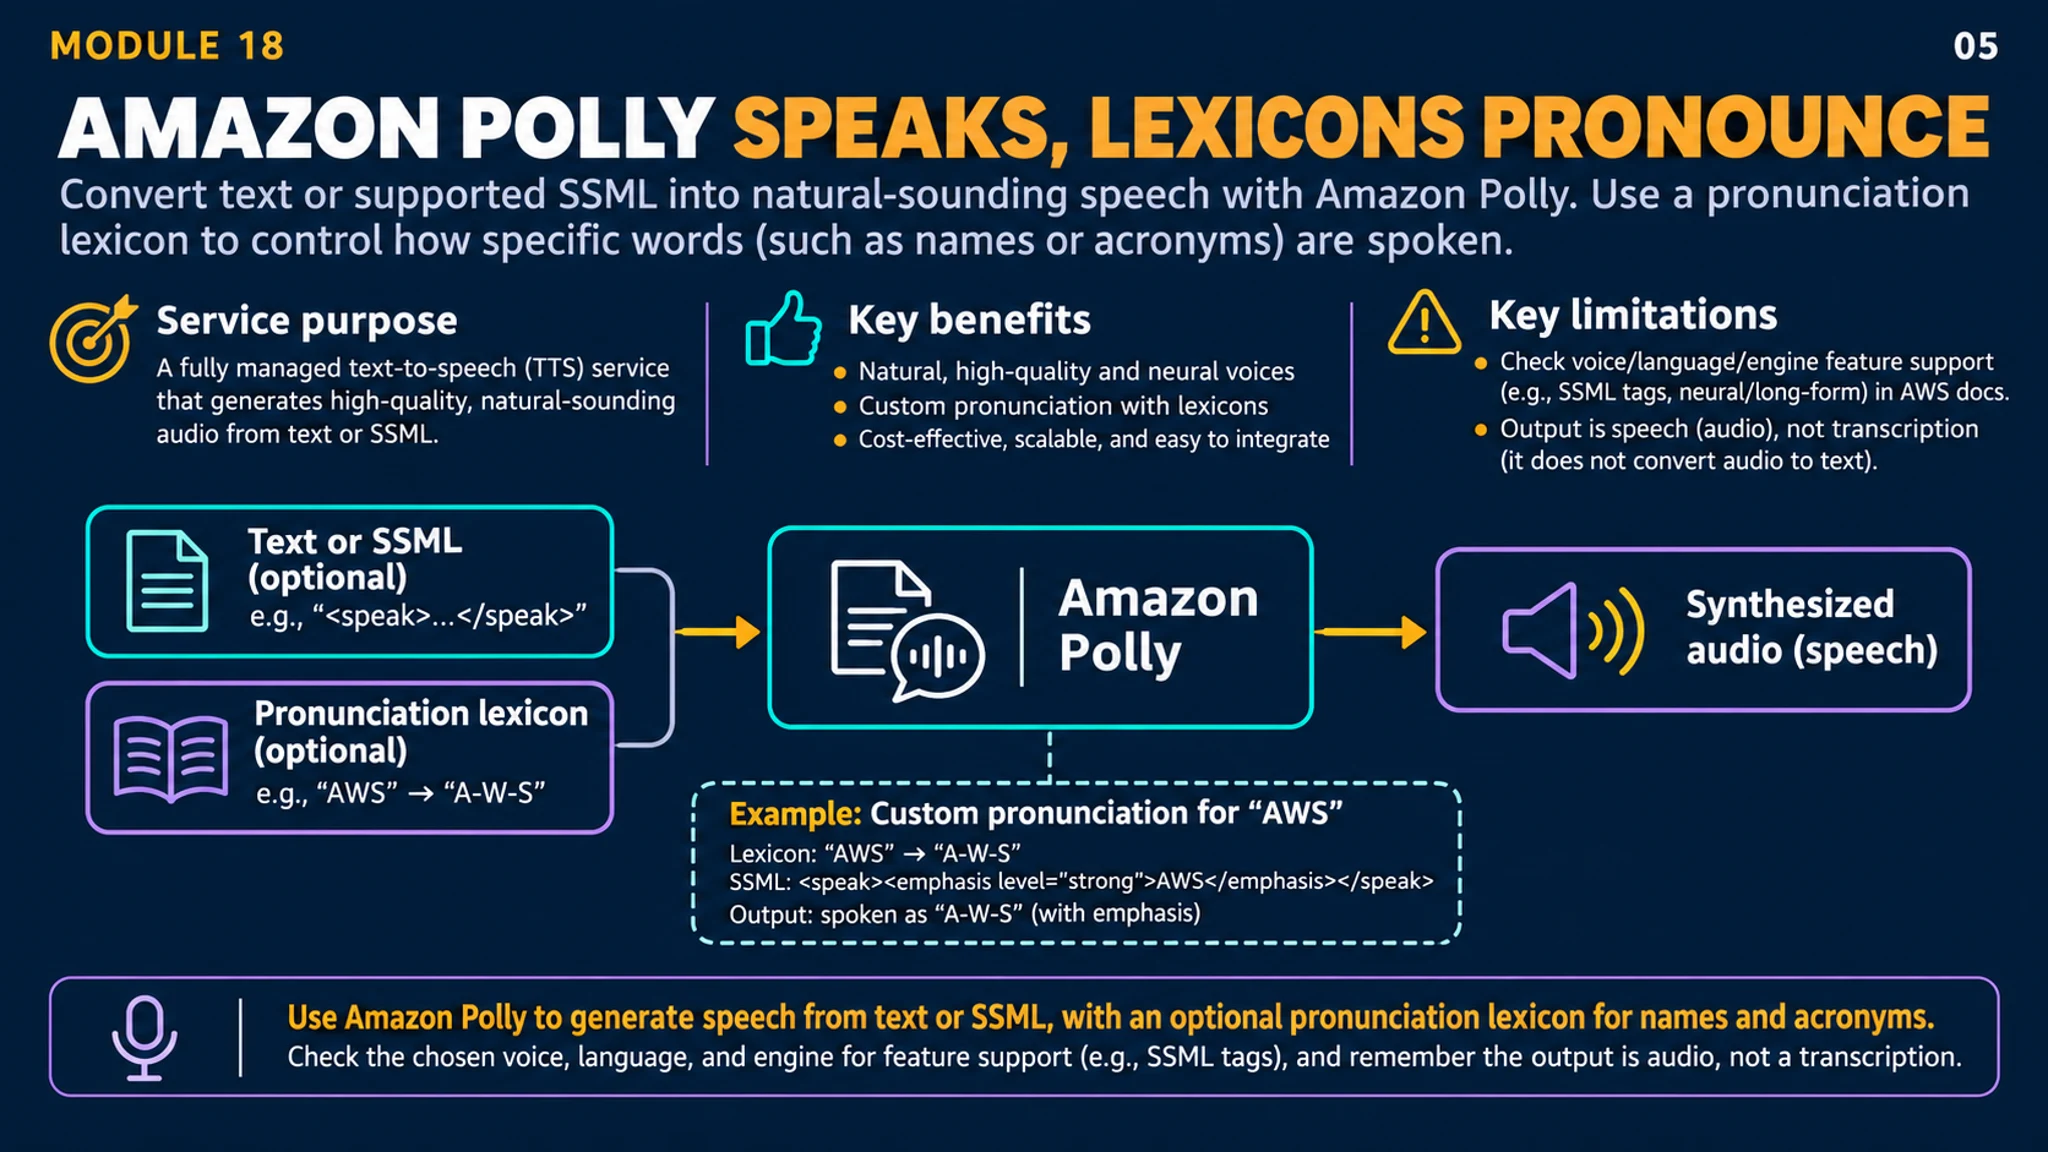 MODULE 18
05
AMAZON POLLY SPEAKS, LEXICONS PRONOUNCE
Convert text or supported SSML into natural-sounding speech with Amazon Polly. Use a pronunciation
lexicon to control how specific words (such as names or acronyms) are spoken.
Service purpose
A fully managed text-to-speech (TTS) service
that generates high-quality, natural-sounding
audio from text or SSML.
Key benefits
Natural, high-quality and neural voices
Custom pronunciation with lexicons
Cost-effective, scalable, and easy to integrate
Key limitations
Check voice/language/engine feature support
(e.g., SSML tags, neural/long-form) in AWS docs.
Output is speech (audio), not transcription
(it does not convert audio to text).
Text or SSML
(optional)
e.g., “<speak>...</speak>”
Pronunciation lexicon
(optional)
e.g., “AWS” → “A-W-S”
Amazon
Polly
Synthesized
audio (speech)
Example: Custom pronunciation for “AWS”
Lexicon: “AWS” → “A-W-S”
SSML: <speak><emphasis level="strong">AWS</emphasis></speak>
Output: spoken as “A-W-S” (with emphasis)
Use Amazon Polly to generate speech from text or SSML, with an optional pronunciation lexicon for names and acronyms.
Check the chosen voice, language, and engine for feature support (e.g., SSML tags), and remember the output is audio, not a transcription.